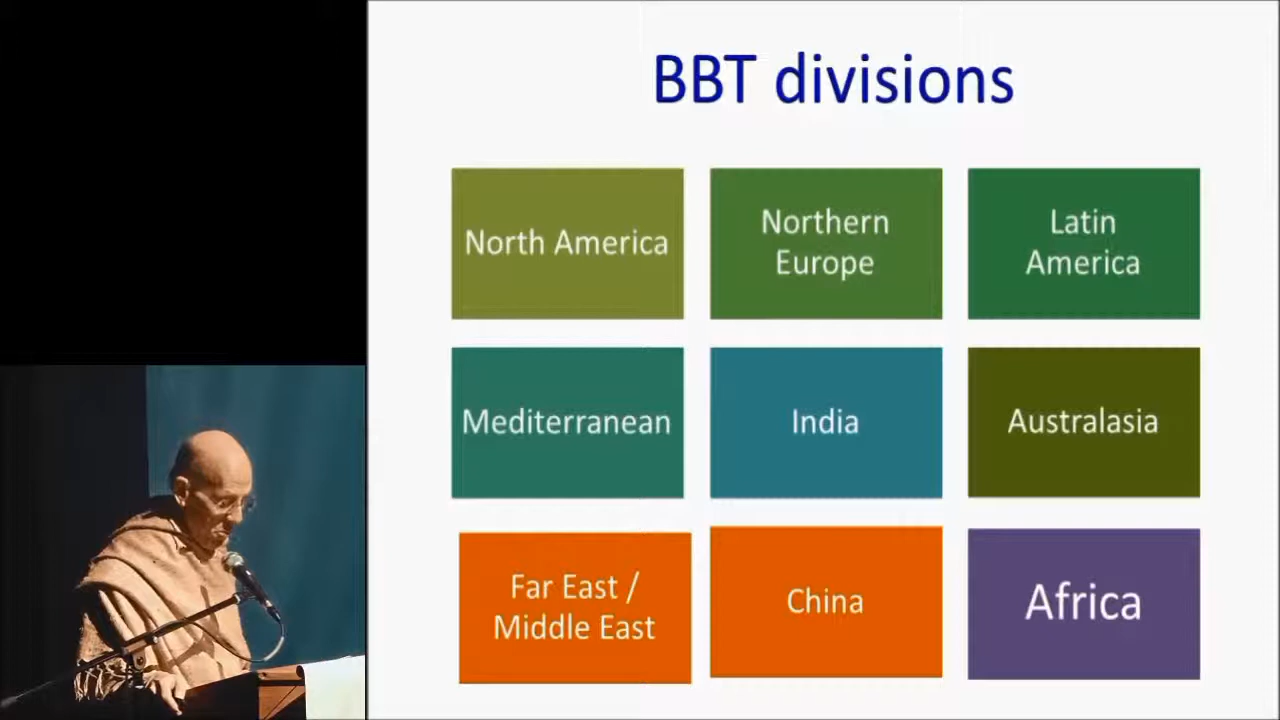 BBT divisions
North America
Northern
Europe
Latin
America
Mediterranean
India
Australasia
Far East /
Middle East
China
Africa